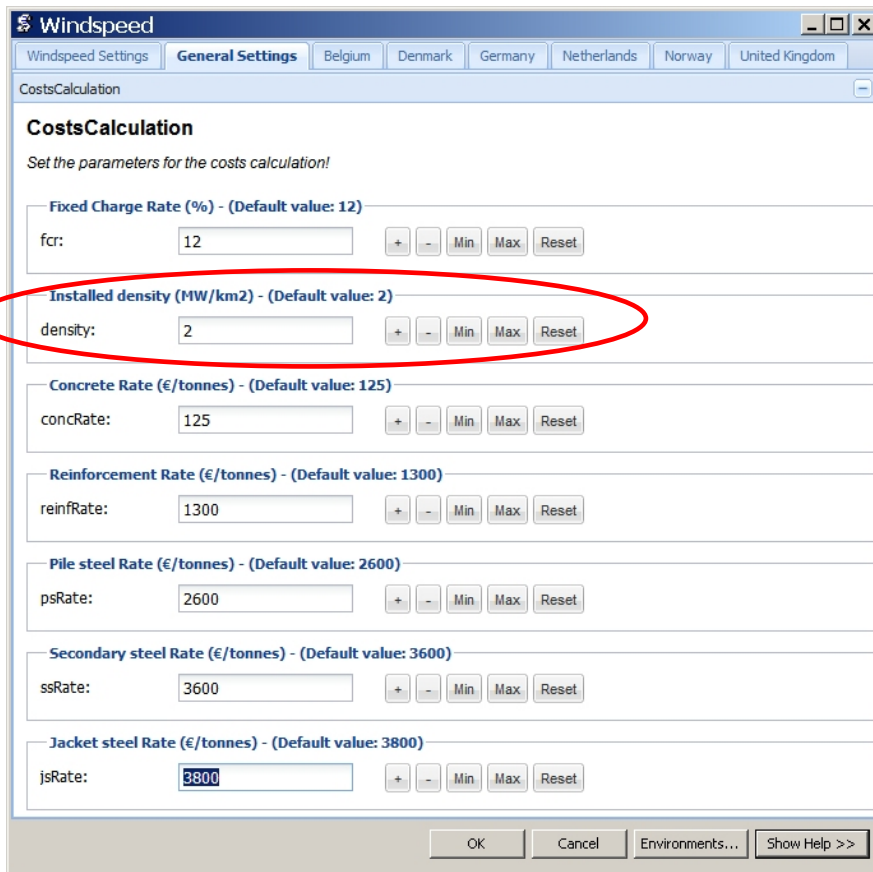 Windspeed
Windspeed Settings General Settings Belgium Denmark Germany Netherlands Norway United Kingdom
CostsCalculation
CostsCalculation
Set the parameters for the costs calculation!
Fixed Charge Rate (%) - (Default value: 12)
fcr: 12 + - Min Max Reset
Installed density (MW/km2) - (Default value: 2)
density: 2 + - Min Max Reset
Concrete Rate (€/tonnes) - (Default value: 125)
concRate: 125 + - Min Max Reset
Reinforcement Rate (€/tonnes) - (Default value: 1300)
reinfRate: 1300 + - Min Max Reset
Pile steel Rate (€/tonnes) - (Default value: 2600)
psRate: 2600 + - Min Max Reset
Secondary steel Rate (€/tonnes) - (Default value: 3600)
ssRate: 3600 + - Min Max Reset
Jacket steel Rate (€/tonnes) - (Default value: 3800)
jsRate: 3800 + - Min Max Reset
OK Cancel Environments... Show Help >>